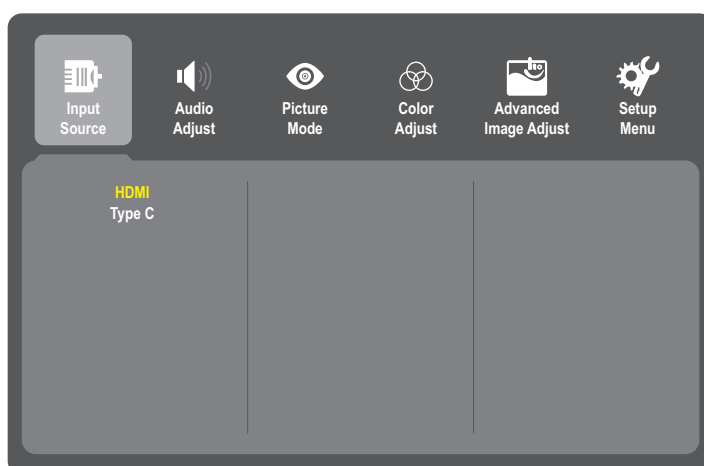 Input
Source
Audio
Adjust
Picture
Mode
Color
Adjust
Advanced
Image Adjust
Setup
Menu
HDMI
Type C